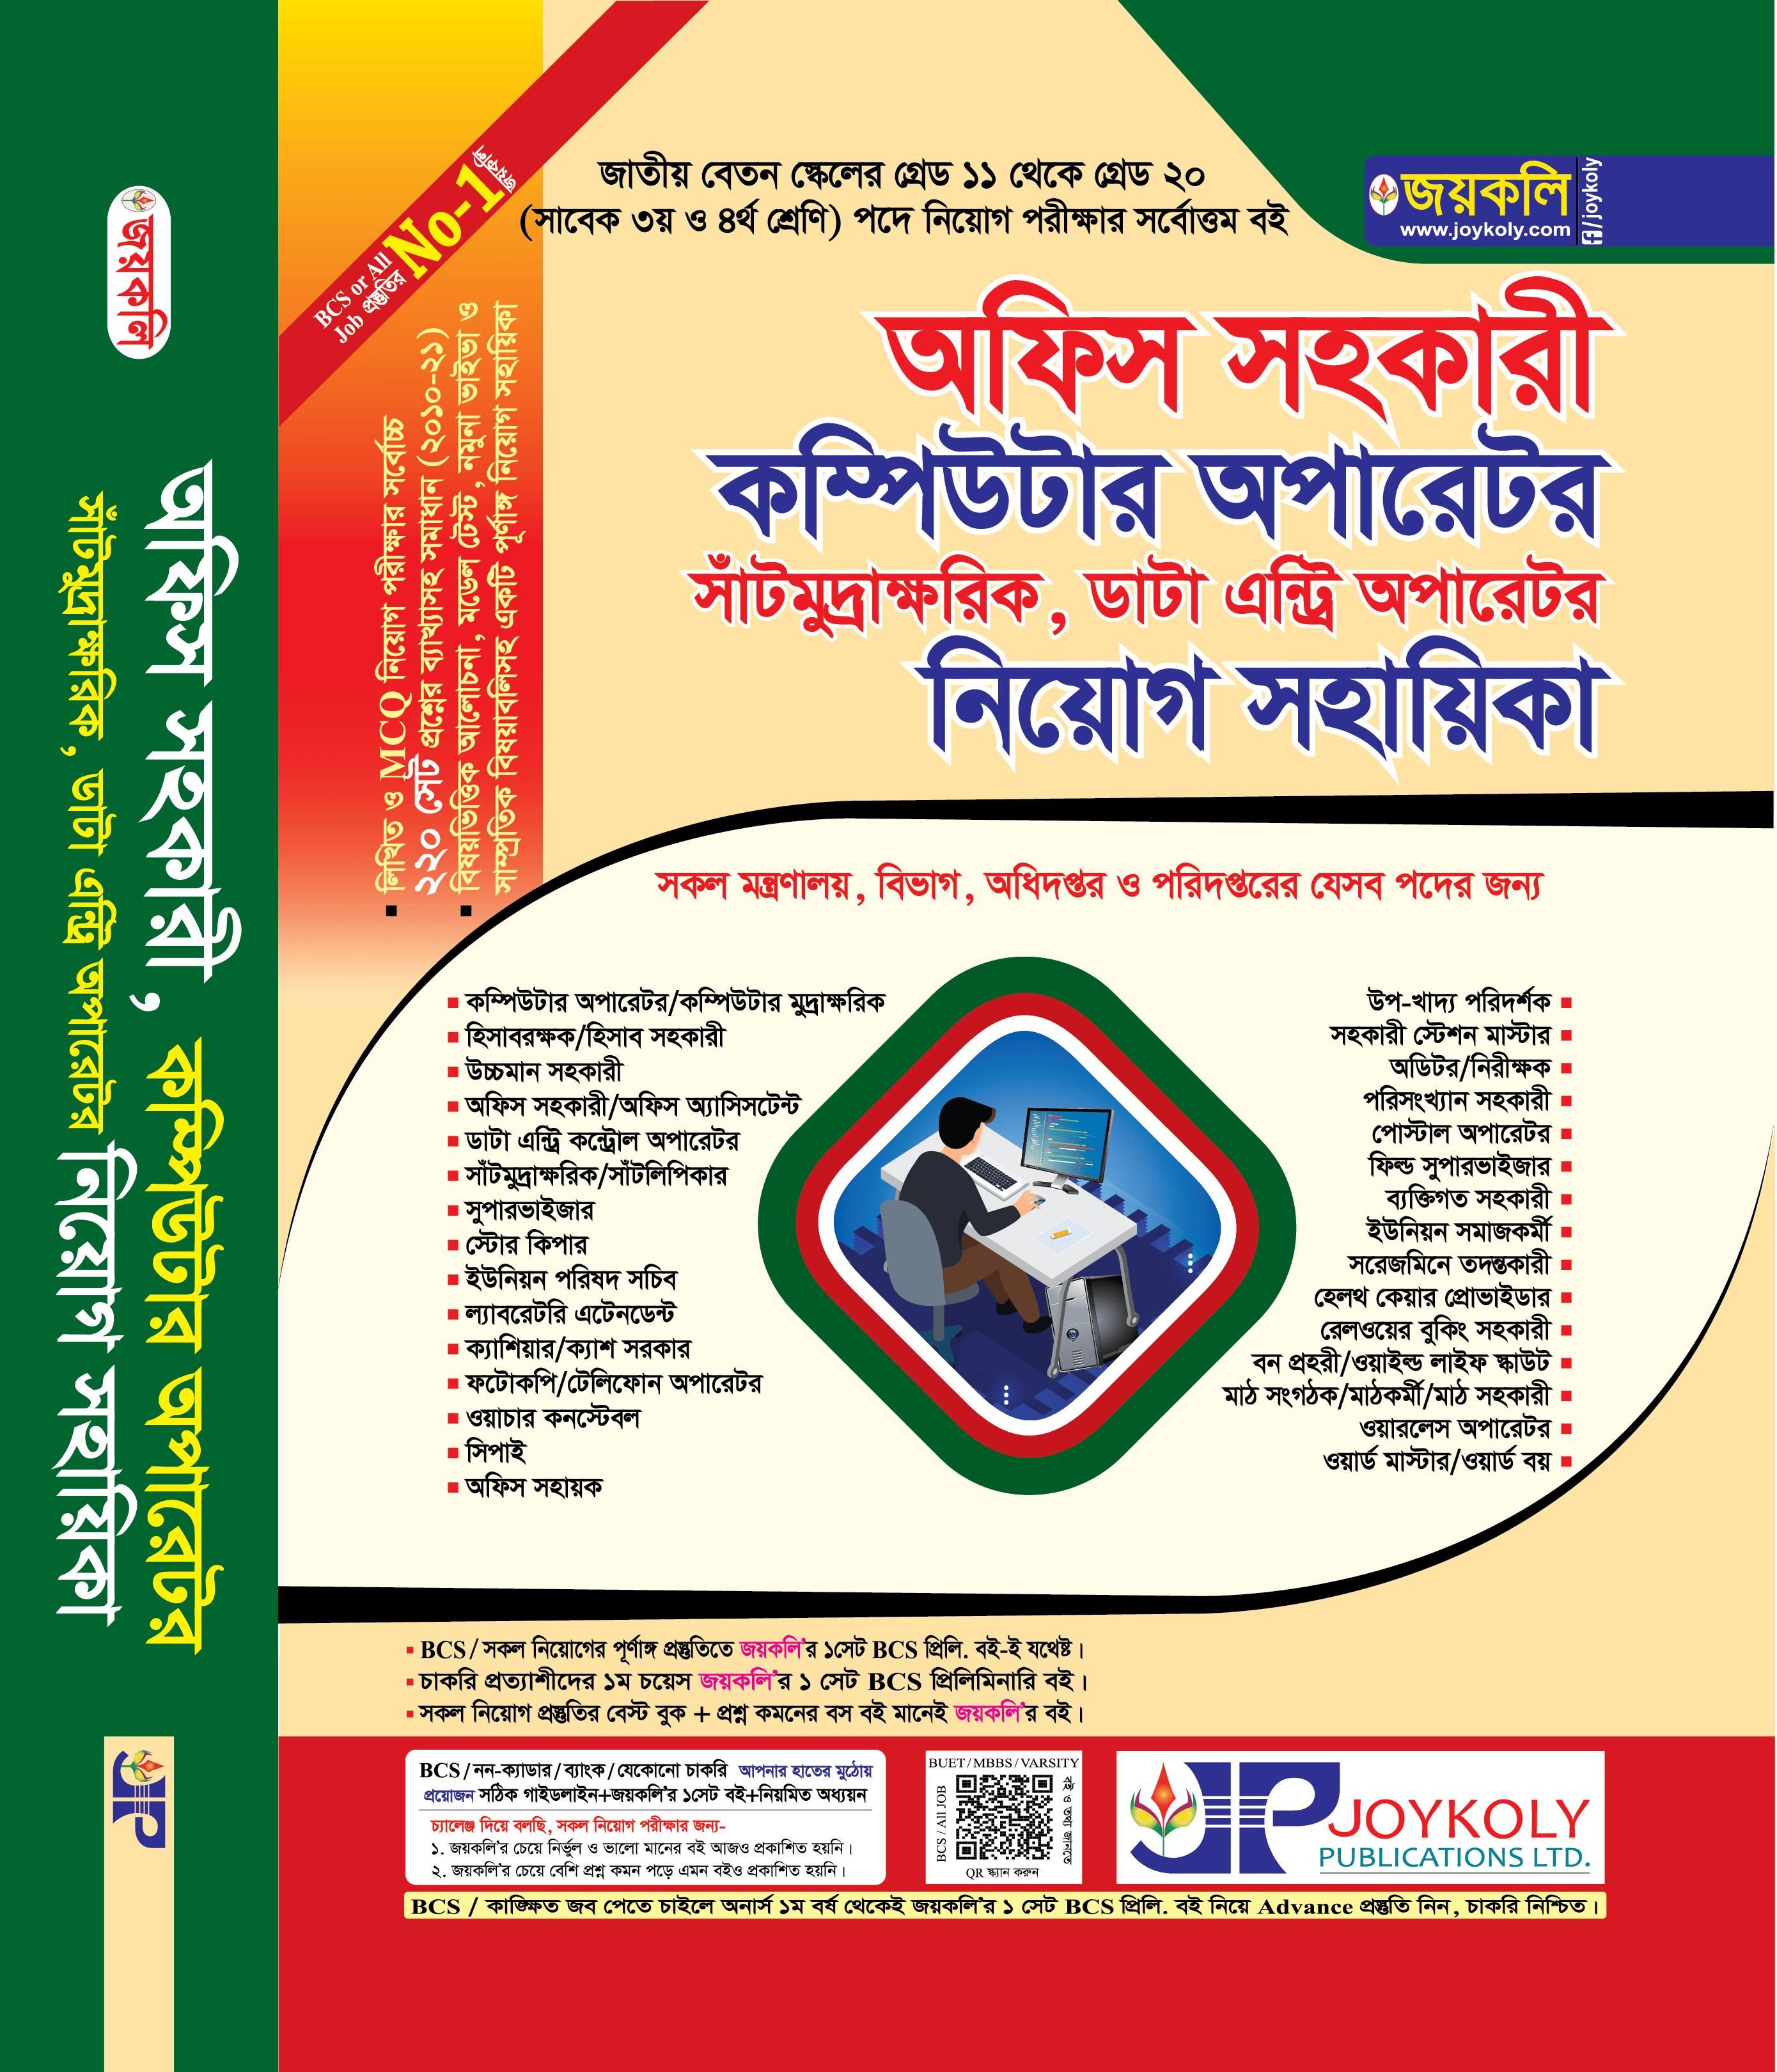 জয়কলি
অফিস সহকারী, কম্পিউটার অপারেটর
সাঁটমুদ্রাক্ষরিক, ডাটা এন্ট্রি অপারেটর নিয়োগ সহায়িকা
JP
BCS or All
Job প্রস্তুতির
No-1
জয়কলি
জাতীয় বেতন স্কেলের গ্রেড ১১ থেকে গ্রেড ২০
(সাবেক ৩য় ও ৪র্থ শ্রেণি) পদে নিয়োগ পরীক্ষার সর্বোত্তম বই
জয়কলি
www.joykoly.com
f/joykoly
অফিস সহকারী
কম্পিউটার অপারেটর
সাঁটমুদ্রাক্ষরিক, ডাটা এন্ট্রি অপারেটর
নিয়োগ সহায়িকা
▪ লিখিত ও MCQ নিয়োগ পরীক্ষার সর্বোচ্চ
২২০ সেট প্রশ্নের ব্যাখ্যাসহ সমাধান (২০১০-২১)
▪ বিষয়ভিত্তিক আলোচনা, মডেল টেস্ট, নমুনা ভাইভা ও
সাম্প্রতিক বিষয়াবলিসহ একটি পূর্ণাঙ্গ নিয়োগ সহায়িকা
সকল মন্ত্রণালয়, বিভাগ, অধিদপ্তর ও পরিদপ্তরের যেসব পদের জন্য
▪ কম্পিউটার অপারেটর/কম্পিউটার মুদ্রাক্ষরিক
▪ হিসাবরক্ষক/হিসাব সহকারী
▪ উচ্চমান সহকারী
▪ অফিস সহকারী/অফিস অ্যাসিসটেন্ট
▪ ডাটা এন্ট্রি কন্ট্রোল অপারেটর
▪ সাঁটমুদ্রাক্ষরিক/সাঁটলিপিকার
▪ সুপারভাইজার
▪ স্টোর কিপার
▪ ইউনিয়ন পরিষদ সচিব
▪ ল্যাবরেটরি এটেনডেন্ট
▪ ক্যাশিয়ার/ক্যাশ সরকার
▪ ফটোকপি/টেলিফোন অপারেটর
▪ ওয়াচার কনস্টেবল
▪ সিপাই
▪ অফিস সহায়ক
উপ-খাদ্য পরিদর্শক ▪
সহকারী স্টেশন মাস্টার ▪
অডিটর/নিরীক্ষক ▪
পরিসংখ্যান সহকারী ▪
পোস্টাল অপারেটর ▪
ফিল্ড সুপারভাইজার ▪
ব্যক্তিগত সহকারী ▪
ইউনিয়ন সমাজকর্মী ▪
সরেজমিনে তদন্তকারী ▪
হেলথ কেয়ার প্রোভাইডার ▪
রেলওয়ের বুকিং সহকারী ▪
বন প্রহরী/ওয়াইল্ড লাইফ স্কাউট ▪
মাঠ সংগঠক/মাঠকর্মী/মাঠ সহকারী ▪
ওয়ারলেস অপারেটর ▪
ওয়ার্ড মাস্টার/ওয়ার্ড বয় ▪
▪ BCS/সকল নিয়োগের পূর্ণাঙ্গ প্রস্তুতিতে জয়কলি'র ১সেট BCS প্রিলি. বই-ই যথেষ্ট।
▪ চাকরি প্রত্যাশীদের ১ম চয়েস জয়কলি'র ১ সেট BCS প্রিলিমিনারি বই।
▪ সকল নিয়োগ প্রস্তুতির বেস্ট বুক + প্রশ্ন কমনের বস বই মানেই জয়কলি'র বই।
BCS/নন-ক্যাডার/ব্যাংক/যেকোনো চাকরি আপনার হাতের মুঠোয়
প্রয়োজন সঠিক গাইডলাইন+জয়কলি'র ১সেট বই+নিয়মিত অধ্যয়ন
চ্যালেঞ্জ দিয়ে বলছি, সকল নিয়োগ পরীক্ষার জন্য-
১. জয়কলি'র চেয়ে নির্ভুল ও ভালো মানের বই আজও প্রকাশিত হয়নি।
২. জয়কলি'র চেয়ে বেশি প্রশ্ন কমন পড়ে এমন বইও প্রকাশিত হয়নি।
BUET/MBBS/VARSITY
BCS / All JOB
বই ও তথ্য জানতে
QR স্ক্যান করুন
JP JOYKOLY
PUBLICATIONS LTD.
BCS / কাঙ্ক্ষিত জব পেতে চাইলে অনার্স ১ম বর্ষ থেকেই জয়কলি'র ১ সেট BCS প্রিলি. বই নিয়ে Advance প্রস্তুতি নিন, চাকরি নিশ্চিত।